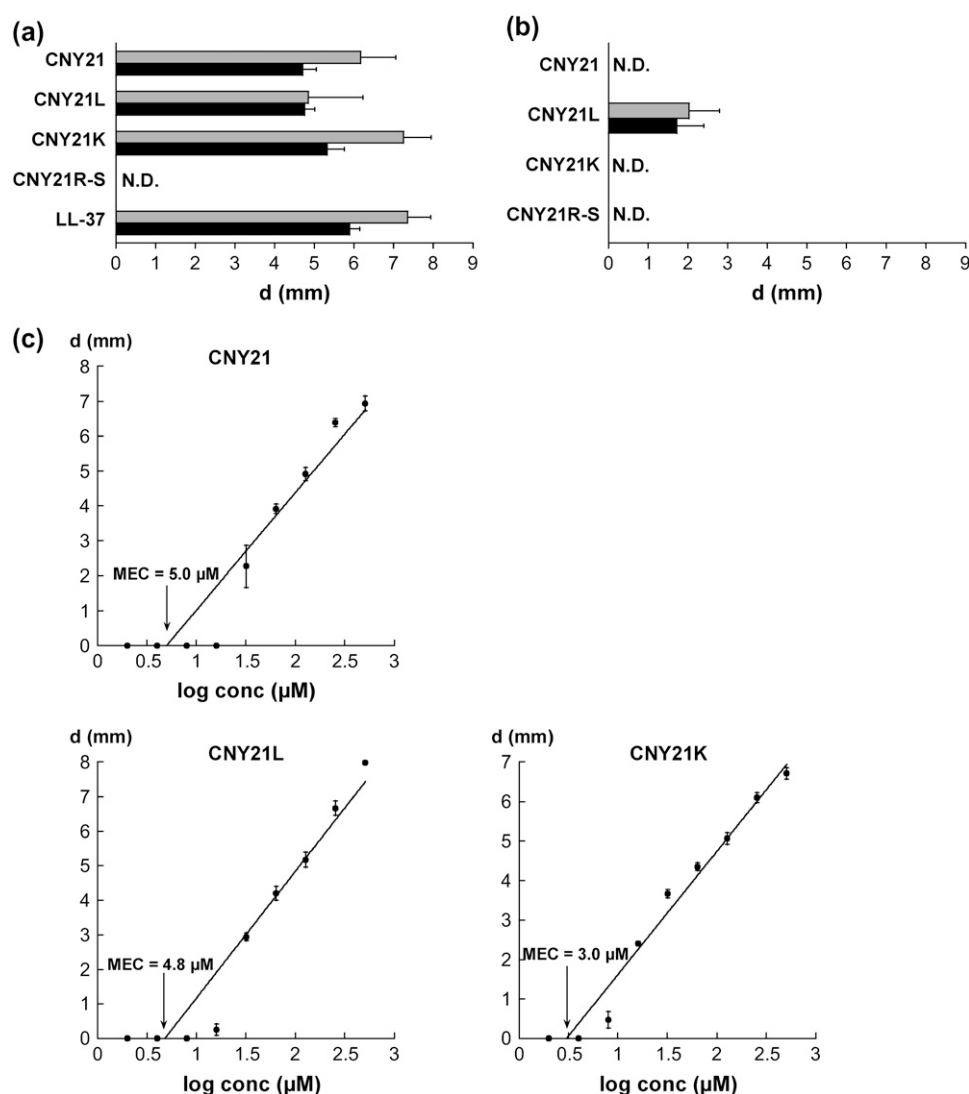 (a)
CNY21
CNY21L
CNY21K
CNY21R-S N.D.
LL-37
0 1 2 3 4 5 6 7 8 9
d (mm)
(b)
CNY21 N.D.
CNY21L
CNY21K N.D.
CNY21R-S N.D.
0 1 2 3 4 5 6 7 8 9
d (mm)
(c)
d (mm)
CNY21
8
7
6
5
4
3
2
MEC = 5.0 µM
1
0
0 0.5 1 1.5 2 2.5 3
log conc (µM)
d (mm)
CNY21L
8
7
6
5
4
3
2
MEC = 4.8 µM
1
0
0 0.5 1 1.5 2 2.5 3
log conc (µM)
d (mm)
CNY21K
7
6
5
4
3
2
MEC = 3.0 µM
1
0
0 0.5 1 1.5 2 2.5 3
log conc (µM)